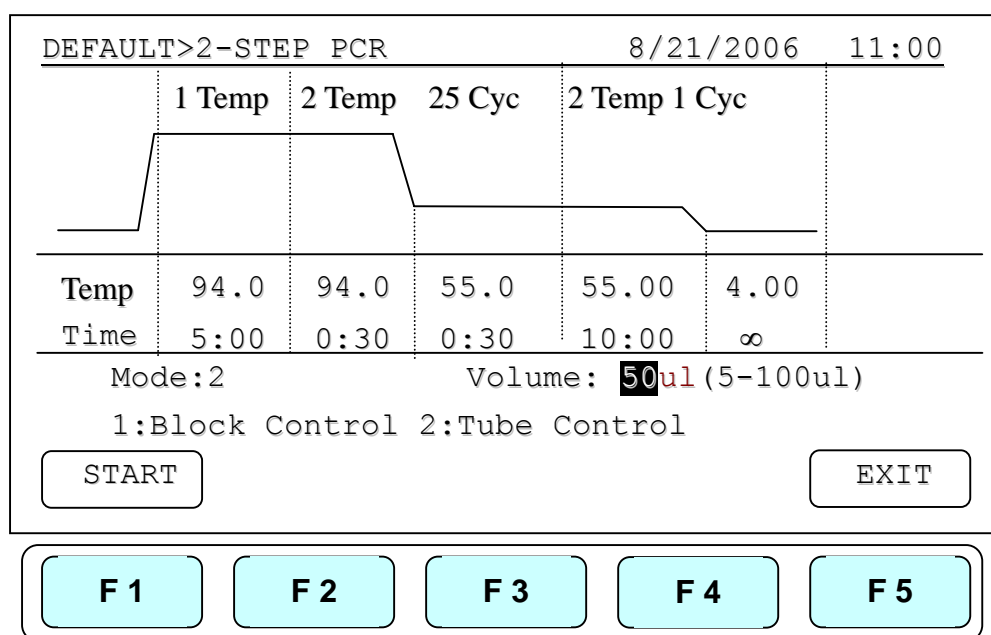 DEFAULT>2-STEP PCR 8/21/2006 11:00
1 Temp 2 Temp 25 Cyc 2 Temp 1 Cyc
Temp 94.0 94.0 55.0 55.00 4.00
Time 5:00 0:30 0:30 10:00 ∞
Mode:2 Volume: 50ul(5-100ul)
1:Block Control 2:Tube Control
START EXIT
F1 F2 F3 F4 F5